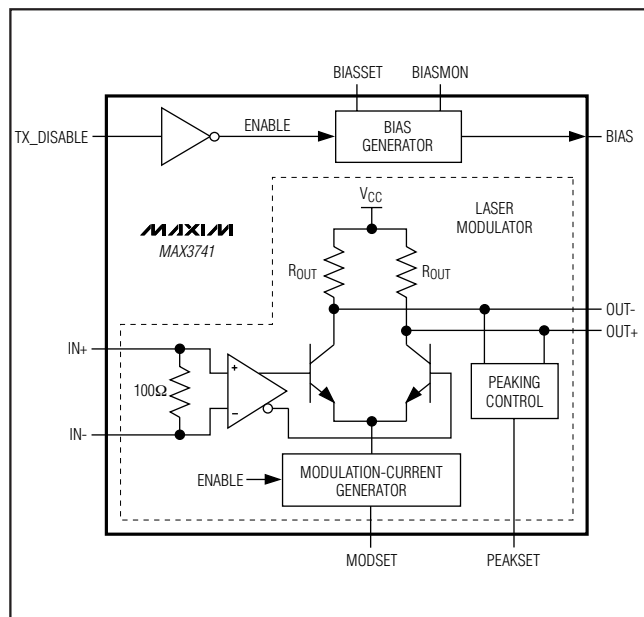 BIASSET BIASMON
TX_DISABLE
ENABLE
BIAS
GENERATOR
BIAS
VCC
LASER
MODULATOR
MAXIM
MAX3741
ROUT ROUT
OUT-
OUT+
IN+
100Ω
IN-
+
−
PEAKING
CONTROL
ENABLE
MODULATION-CURRENT
GENERATOR
MODSET PEAKSET